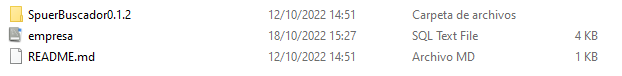 SpuerBuscador0.1.2 12/10/2022 14:51 Carpeta de archivos
empresa 18/10/2022 15:27 SQL Text File 4 KB
README.md 12/10/2022 14:51 Archivo MD 1 KB